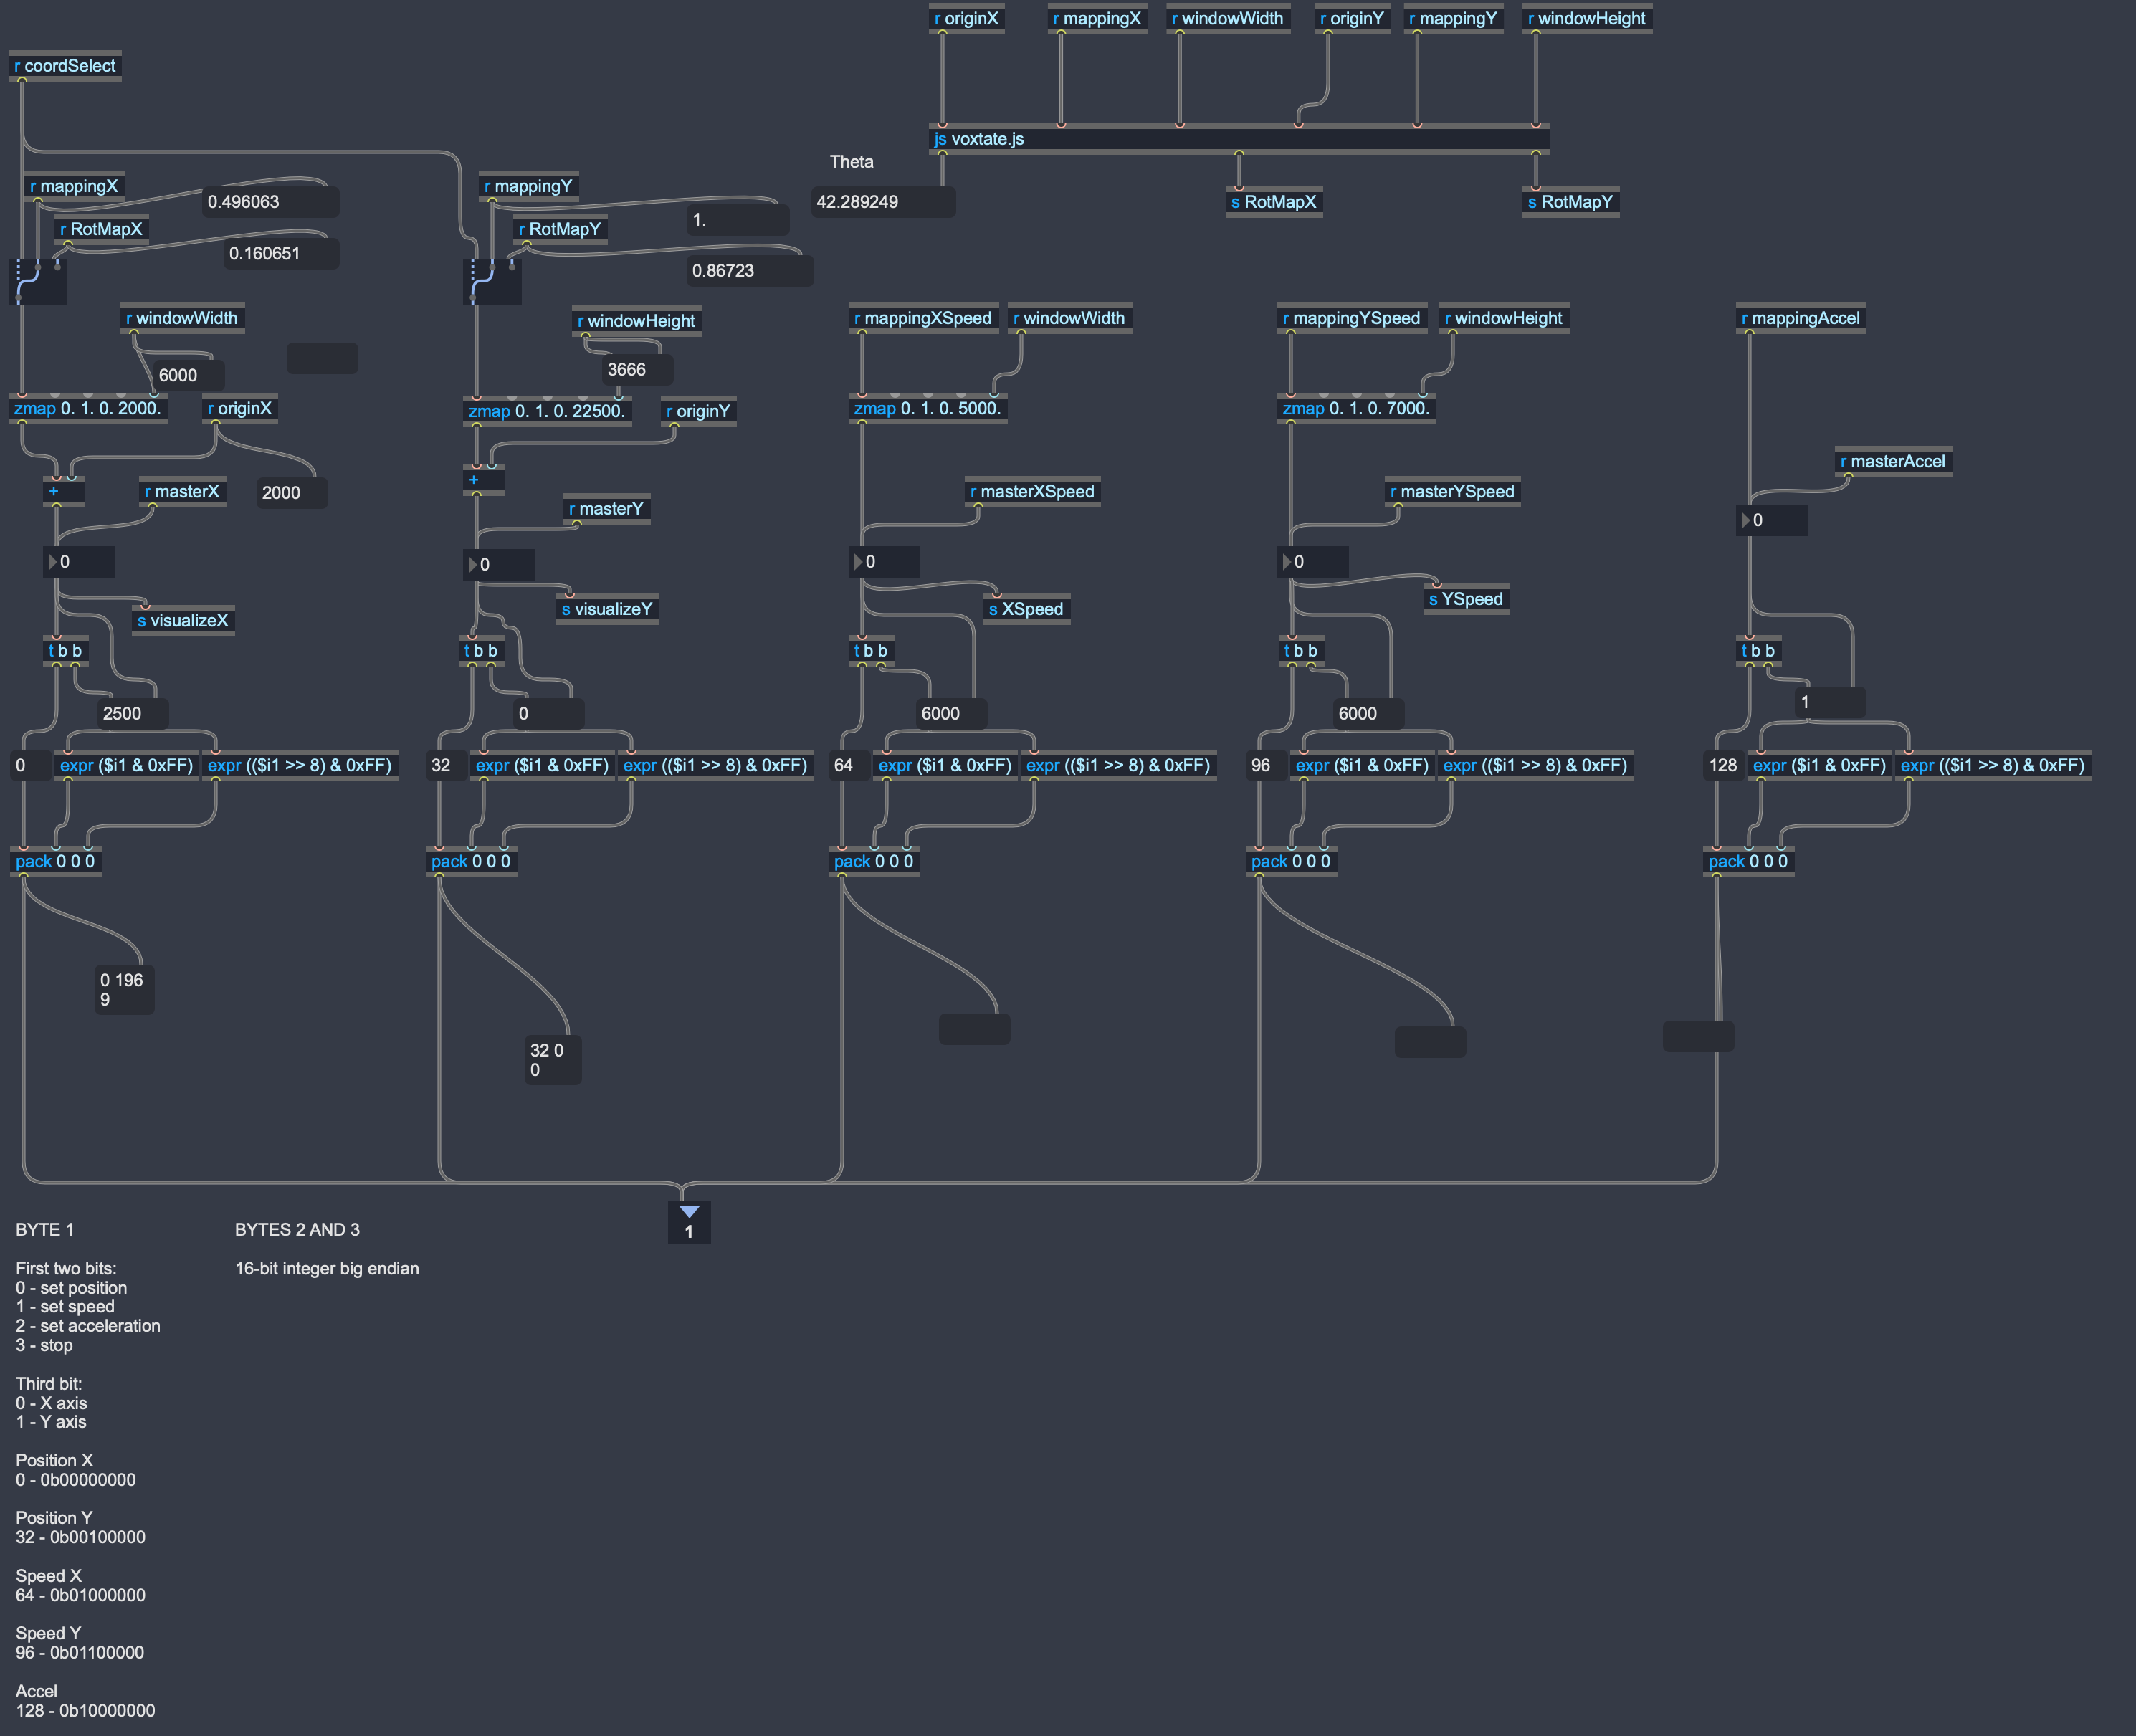 r originX
r mappingX
r windowWidth
r originY
r mappingY
r windowHeight
r coordSelect
js voxtate.js
Theta
r mappingX
0.496063
r mappingY
1.
42.289249
s RotMapX
s RotMapY
r RotMapX
0.160651
r RotMapY
0.86723
r windowWidth
6000
r windowHeight
3666
r mappingXSpeed
r windowWidth
r mappingYSpeed
r windowHeight
r mappingAccel
zmap 0. 1. 0. 2000.
r originX
zmap 0. 1. 0. 22500.
r originY
zmap 0. 1. 0. 5000.
zmap 0. 1. 0. 7000.
+
r masterX
2000
+
r masterY
r masterXSpeed
r masterYSpeed
r masterAccel
0
0
0
0
0
s visualizeX
s visualizeY
s XSpeed
s YSpeed
t b b
t b b
t b b
t b b
t b b
2500
0
6000
6000
1
0
expr ($i1 & 0xFF)
expr (($i1 >> 8) & 0xFF)
32
expr ($i1 & 0xFF)
expr (($i1 >> 8) & 0xFF)
64
expr ($i1 & 0xFF)
expr (($i1 >> 8) & 0xFF)
96
expr ($i1 & 0xFF)
expr (($i1 >> 8) & 0xFF)
128
expr ($i1 & 0xFF)
expr (($i1 >> 8) & 0xFF)
pack 0 0 0
pack 0 0 0
pack 0 0 0
pack 0 0 0
pack 0 0 0
0 196
9
32 0
0
1
BYTE 1
First two bits:
0 - set position
1 - set speed
2 - set acceleration
3 - stop
Third bit:
0 - X axis
1 - Y axis
Position X
0 - 0b00000000
Position Y
32 - 0b00100000
Speed X
64 - 0b01000000
Speed Y
96 - 0b01100000
Accel
128 - 0b10000000
BYTES 2 AND 3
16-bit integer big endian